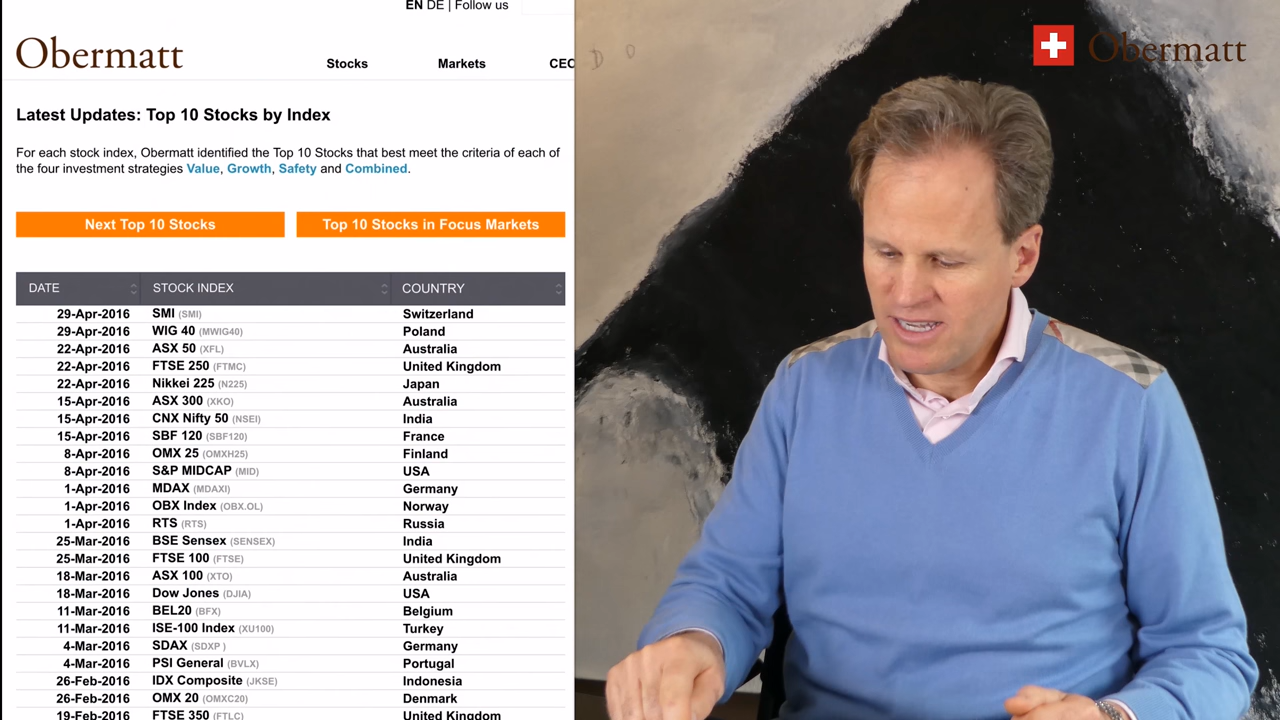 EN DE | Follow us
Obermatt
Stocks Markets CEO
Latest Updates: Top 10 Stocks by Index
For each stock index, Obermatt identified the Top 10 Stocks that best meet the criteria of each of
the four investment strategies Value, Growth, Safety and Combined.
Next Top 10 Stocks Top 10 Stocks in Focus Markets
DATE STOCK INDEX COUNTRY
29-Apr-2016 SMI (SMI) Switzerland
29-Apr-2016 WIG 40 (MWIG40) Poland
22-Apr-2016 ASX 50 (XFL) Australia
22-Apr-2016 FTSE 250 (FTMC) United Kingdom
22-Apr-2016 Nikkei 225 (N225) Japan
15-Apr-2016 ASX 300 (XKO) Australia
15-Apr-2016 CNX Nifty 50 (NSEI) India
15-Apr-2016 SBF 120 (SBF120) France
8-Apr-2016 OMX 25 (OMXH25) Finland
8-Apr-2016 S&P MIDCAP (MID) USA
1-Apr-2016 MDAX (MDAXI) Germany
1-Apr-2016 OBX Index (OBX.OL) Norway
1-Apr-2016 RTS (RTS) Russia
25-Mar-2016 BSE Sensex (SENSEX) India
25-Mar-2016 FTSE 100 (FTSE) United Kingdom
18-Mar-2016 ASX 100 (XTO) Australia
18-Mar-2016 Dow Jones (DJIA) USA
11-Mar-2016 BEL20 (BFX) Belgium
11-Mar-2016 ISE-100 Index (XU100) Turkey
4-Mar-2016 SDAX (SDXP ) Germany
4-Mar-2016 PSI General (BVLX) Portugal
26-Feb-2016 IDX Composite (JKSE) Indonesia
26-Feb-2016 OMX 20 (OMXC20) Denmark
19-Feb-2016 FTSE 350 (FTLC) United Kingdom
Obermatt